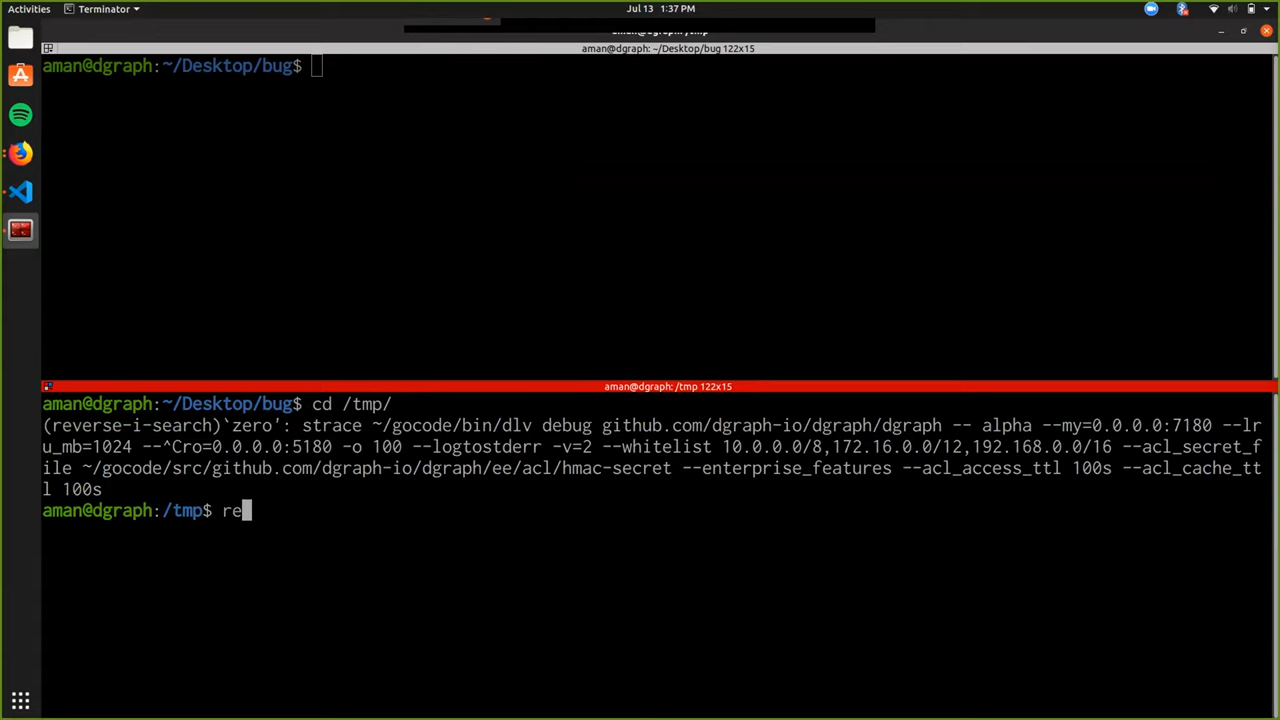 Activities
Terminator
Jul 13 1:37 PM
aman@dgraph: ~/Desktop/bug 122x15
aman@dgraph:~/Desktop/bug$
aman@dgraph: /tmp 122x15
aman@dgraph:~/Desktop/bug$ cd /tmp/
(reverse-i-search)`zero': strace ~/gocode/bin/dlv debug github.com/dgraph-io/dgraph/dgraph -- alpha --my=0.0.0.0:7180 --lr
u_mb=1024 --^Cro=0.0.0.0:5180 -o 100 --logtostderr -v=2 --whitelist 10.0.0.0/8,172.16.0.0/12,192.168.0.0/16 --acl_secret_f
ile ~/gocode/src/github.com/dgraph-io/dgraph/ee/acl/hmac-secret --enterprise_features --acl_access_ttl 100s --acl_cache_tt
l 100s
aman@dgraph:/tmp$ re